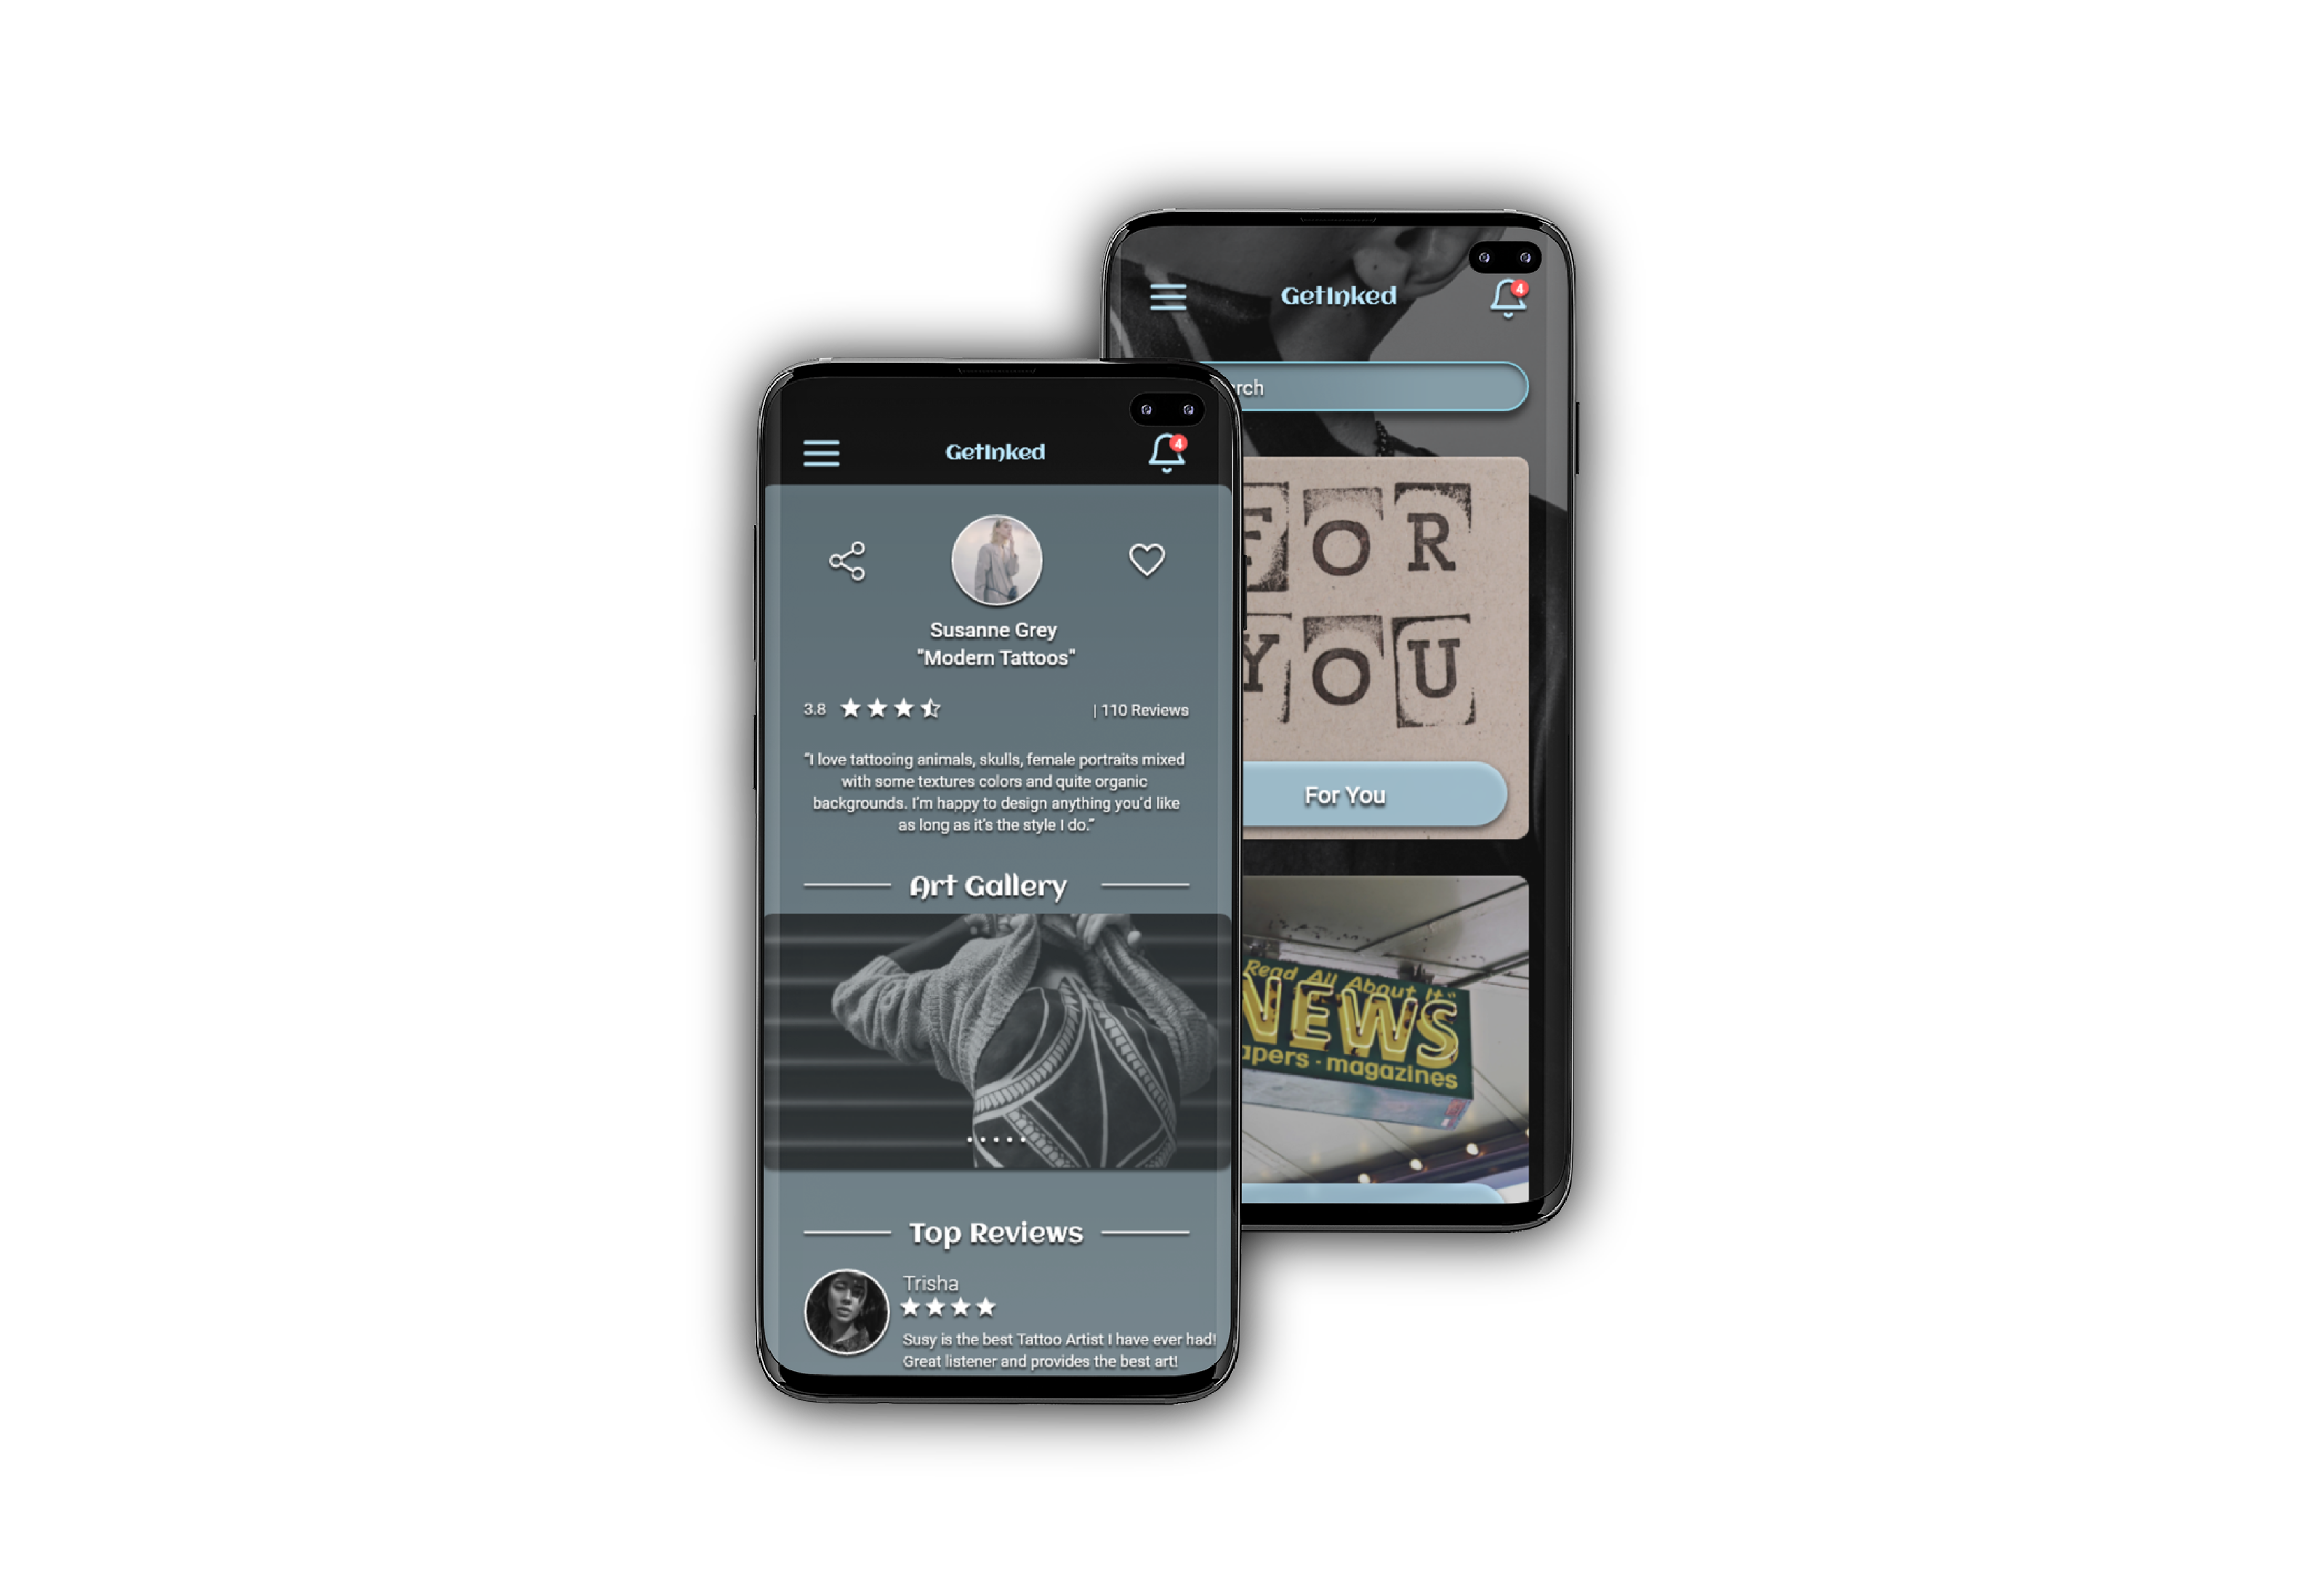 GetInked
4
Susanne Grey
"Modern Tattoos"
3.8
| 110 Reviews
“I love tattooing animals, skulls, female portraits mixed
with some textures colors and quite organic
backgrounds. I’m happy to design anything you’d like
as long as it’s the style I do.”
Art Gallery
Top Reviews
Trisha
Susy is the best Tattoo Artist I have ever had!
Great listener and provides the best art!
GetInked
4
rch
FOR
YOU
For You
Read All About It"
NEWS
apers · magazines